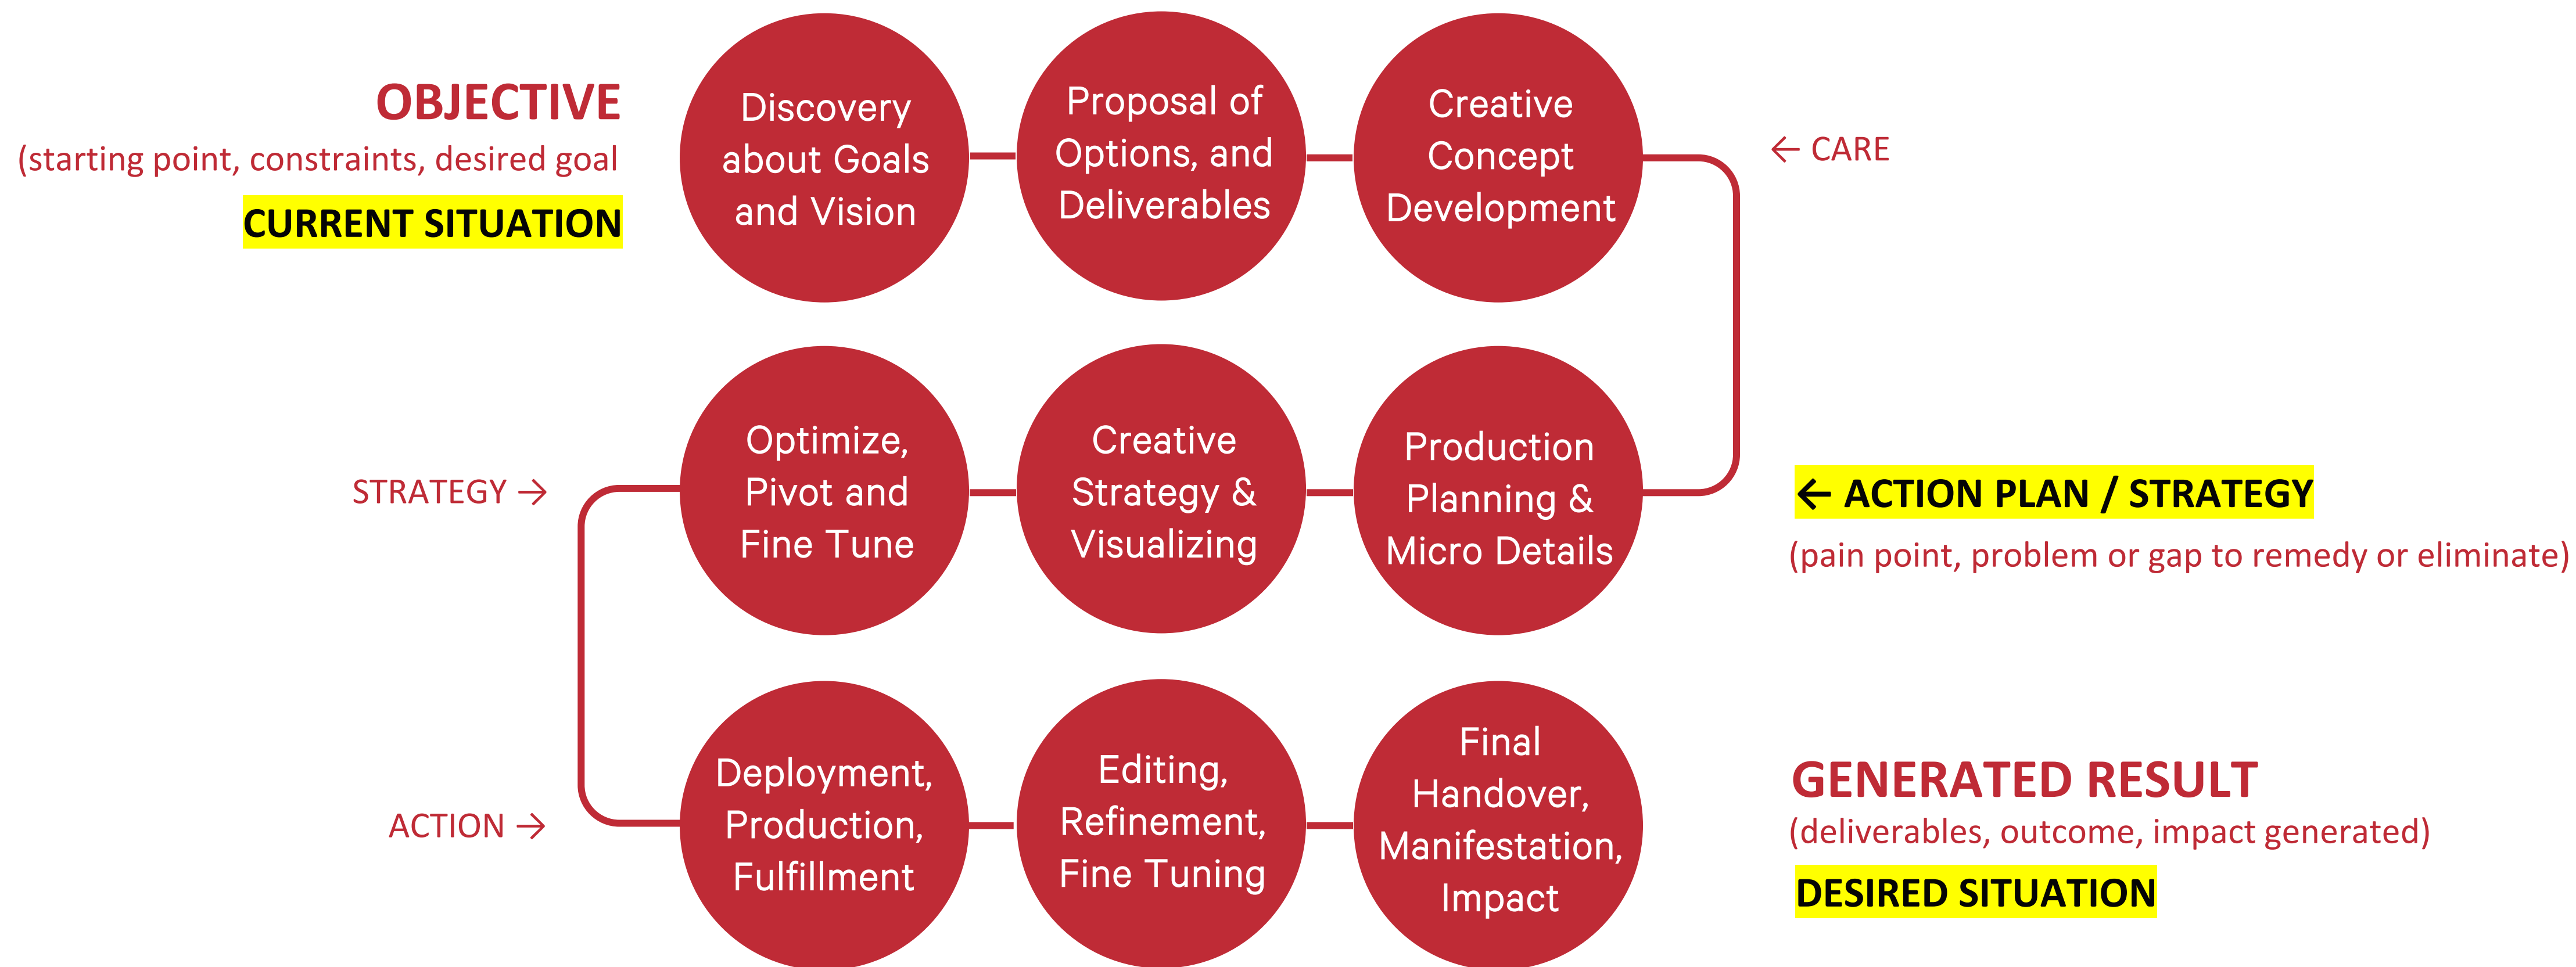 OBJECTIVE
(starting point, constraints, desired goal
CURRENT SITUATION
Discovery
about Goals
and Vision
Proposal of
Options, and
Deliverables
Creative
Concept
Development
← CARE
STRATEGY →
Optimize,
Pivot and
Fine Tune
Creative
Strategy &
Visualizing
Production
Planning &
Micro Details
← ACTION PLAN / STRATEGY
(pain point, problem or gap to remedy or eliminate)
ACTION →
Deployment,
Production,
Fulfillment
Editing,
Refinement,
Fine Tuning
Final
Handover,
Manifestation,
Impact
GENERATED RESULT
(deliverables, outcome, impact generated)
DESIRED SITUATION